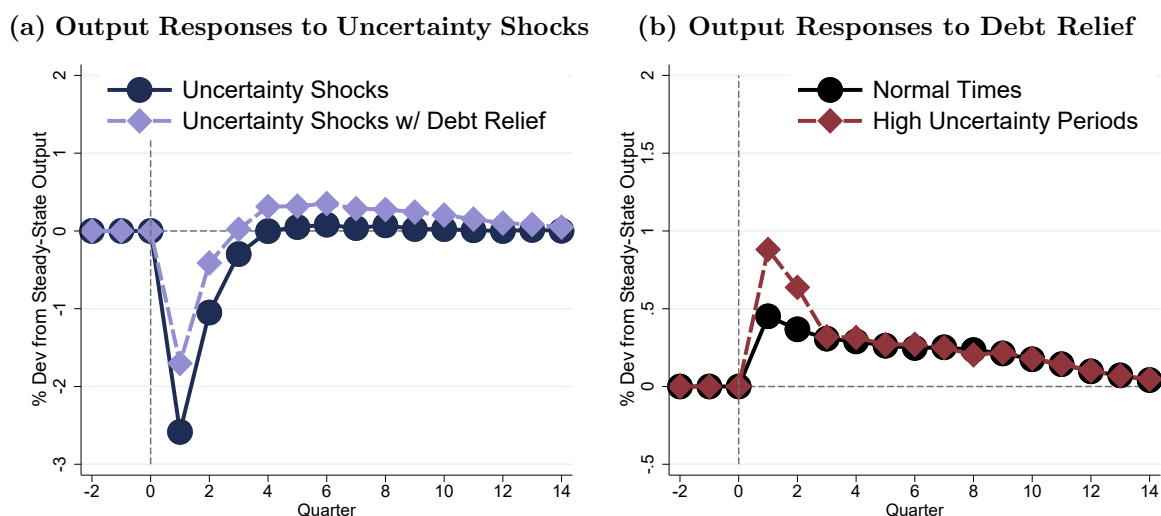 (a) Output Responses to Uncertainty Shocks
Uncertainty Shocks
Uncertainty Shocks w/ Debt Relief
% Dev from Steady-State Output
2
1
0
-1
-2
-3
-2 0 2 4 6 8 10 12 14
Quarter
(b) Output Responses to Debt Relief
Normal Times
High Uncertainty Periods
% Dev from Steady-State Output
2
1.5
1
.5
0
-.5
-2 0 2 4 6 8 10 12 14
Quarter